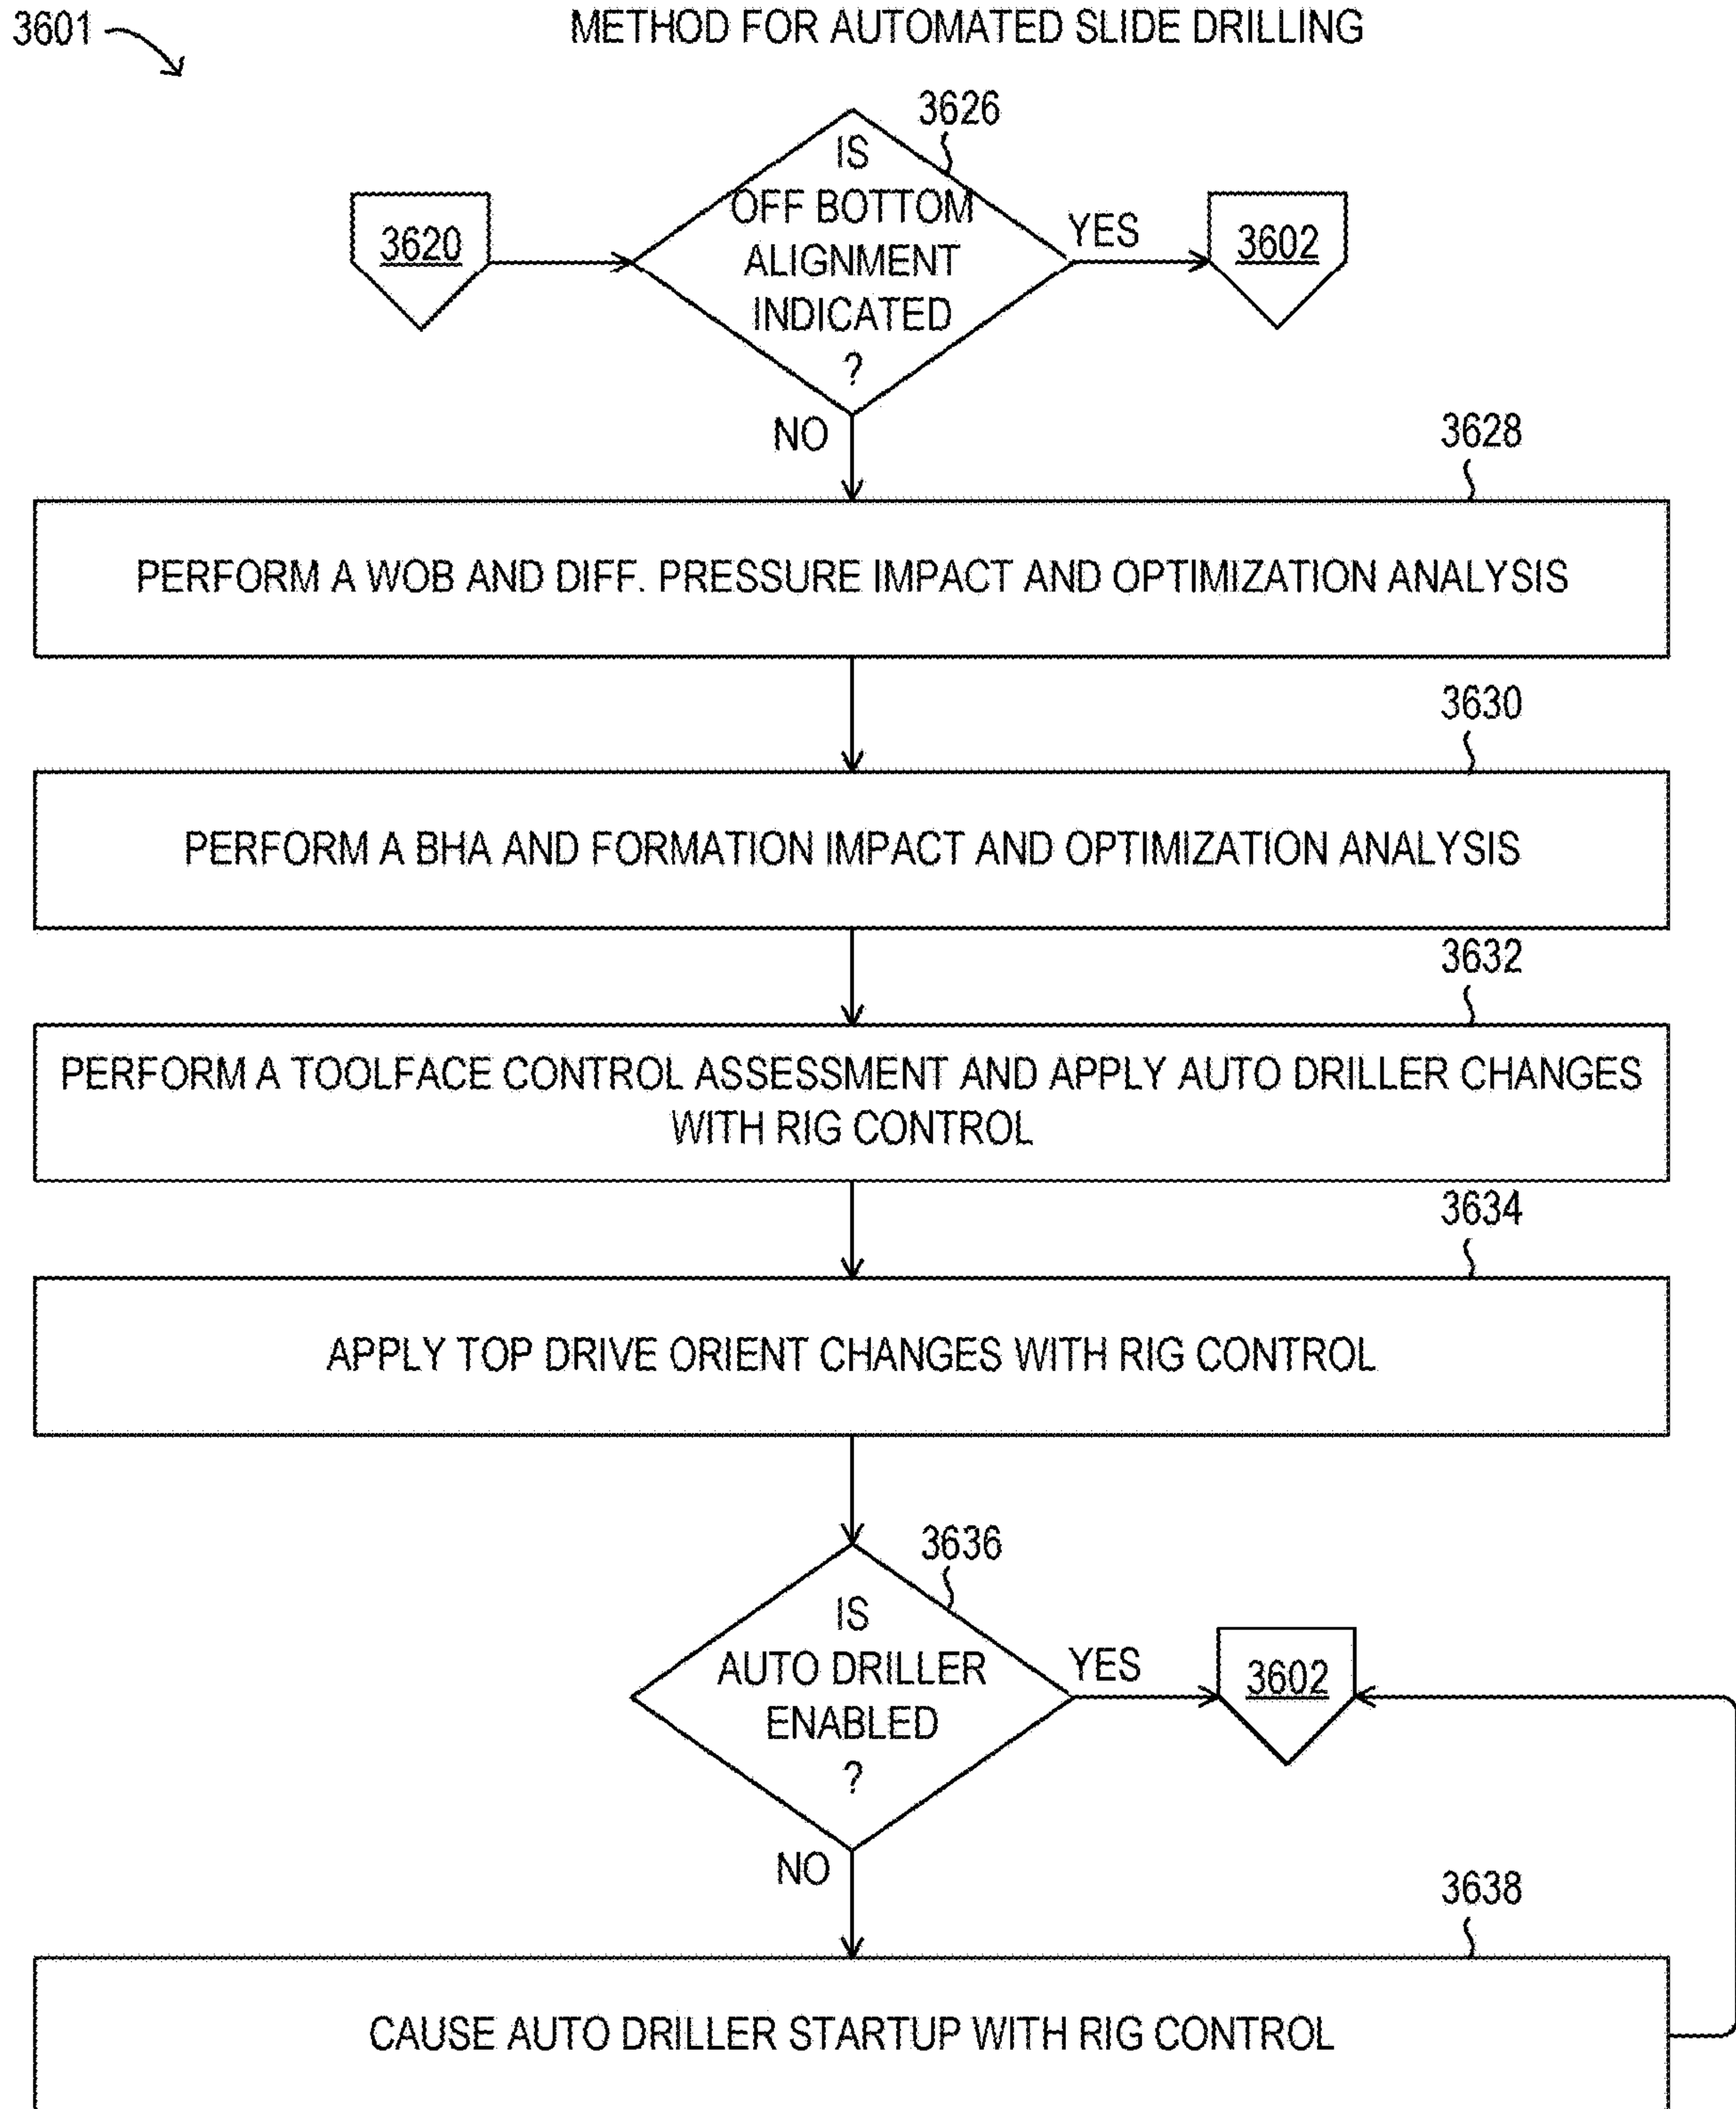 3601
METHOD FOR AUTOMATED SLIDE DRILLING
3626
IS
OFF BOTTOM
ALIGNMENT
INDICATED
?
3620
YES
3602
NO
3628
PERFORM A WOB AND DIFF. PRESSURE IMPACT AND OPTIMIZATION ANALYSIS
3630
PERFORM A BHA AND FORMATION IMPACT AND OPTIMIZATION ANALYSIS
3632
PERFORM A TOOLFACE CONTROL ASSESSMENT AND APPLY AUTO DRILLER CHANGES
WITH RIG CONTROL
3634
APPLY TOP DRIVE ORIENT CHANGES WITH RIG CONTROL
3636
IS
AUTO DRILLER
ENABLED
?
YES
3602
NO
3638
CAUSE AUTO DRILLER STARTUP WITH RIG CONTROL